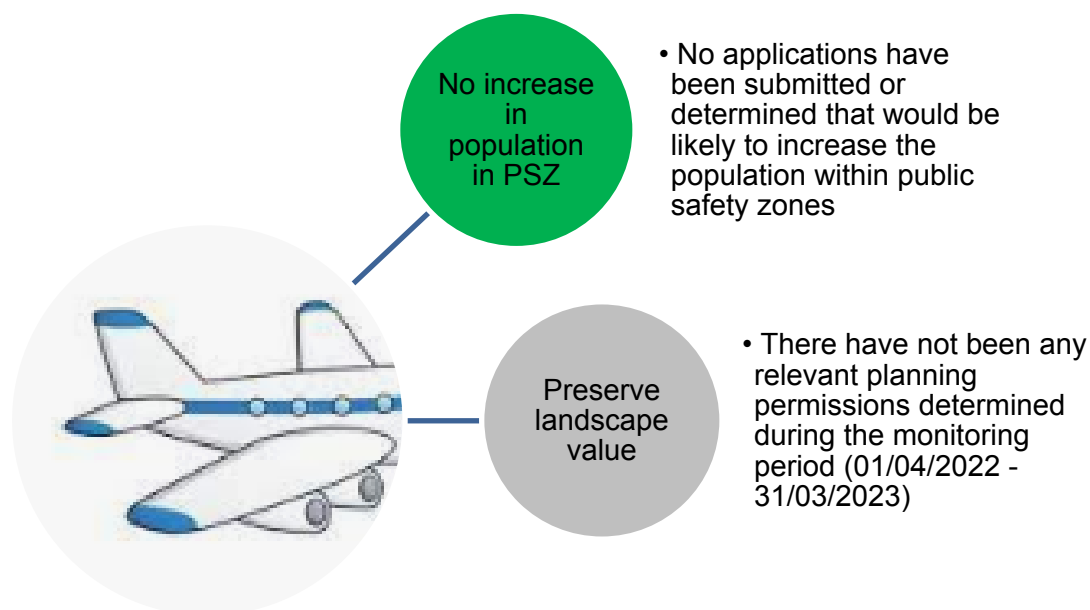 No increase
in
population
in PSZ
• No applications have
been submitted or
determined that would be
likely to increase the
population within public
safety zones
Preserve
landscape
value
• There have not been any
relevant planning
permissions determined
during the monitoring
period (01/04/2022 -
31/03/2023)